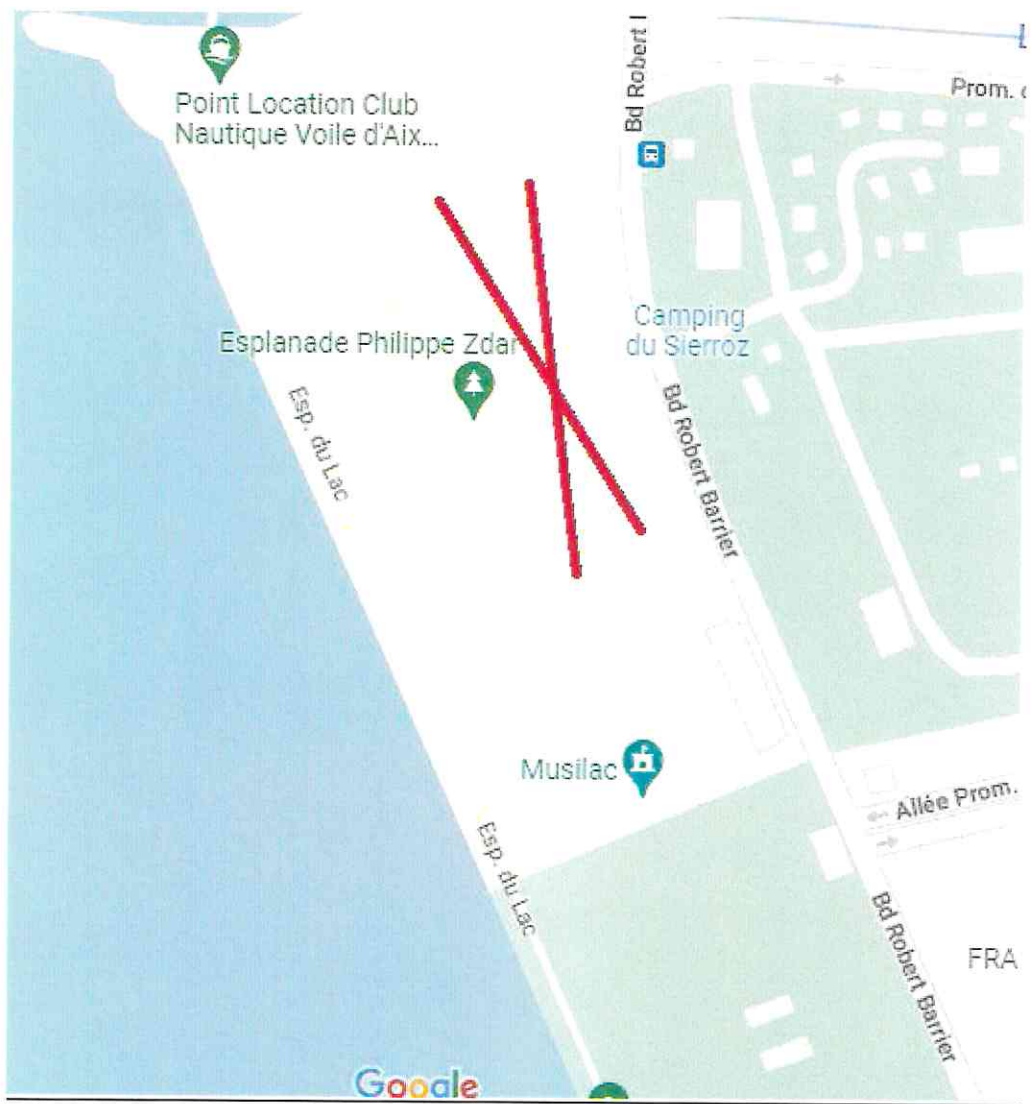 Bd Robert
Prom.
Point Location Club
Nautique Voile d'Aix...
Esplanade Philippe Zdar
Camping
du Sierroz
Esp. du Lac
Bd Robert Barrier
Musilac
Allée Prom.
Esp. du Lac
Bd Robert Barrier
FRA
Google